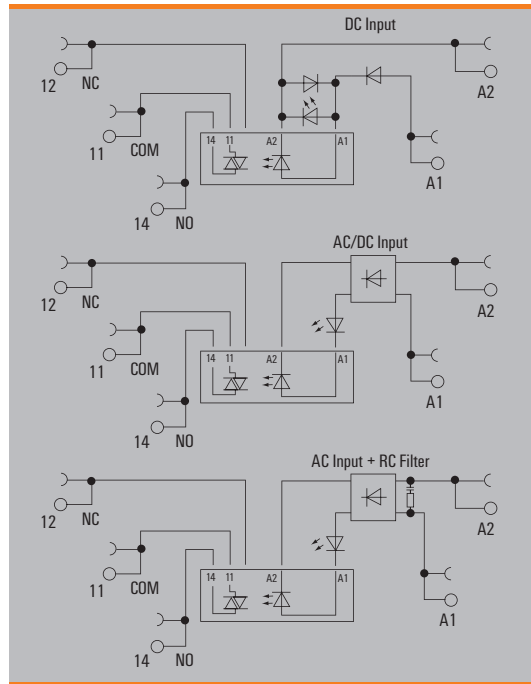 DC Input
12 NC
A2
11 COM
14 11 A2 A1
A1
14 NO
AC/DC Input
12 NC
A2
11 COM
14 11 A2 A1
A1
14 NO
AC Input + RC Filter
12 NC
A2
14 11 A2 A1
11 COM
A1
14 NO